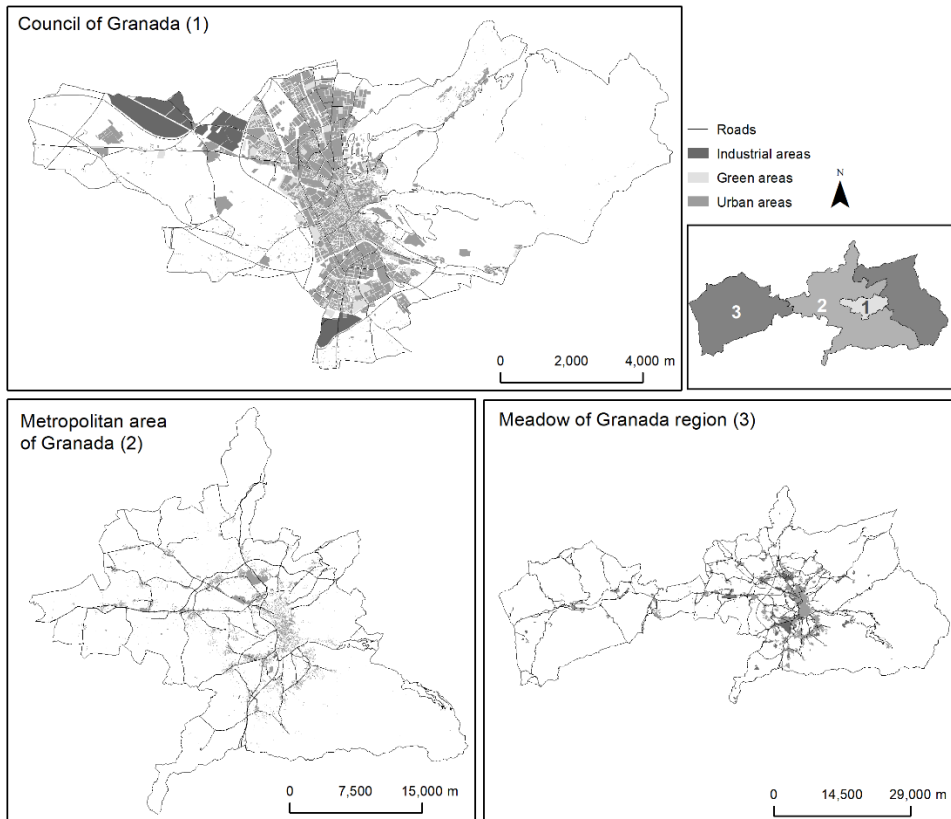 Council of Granada (1)
0 2,000 4,000 m
Roads
Industrial areas
Green areas
Urban areas
N
3 2 1
Metropolitan area
of Granada (2)
0 7,500 15,000 m
Meadow of Granada region (3)
0 14,500 29,000 m